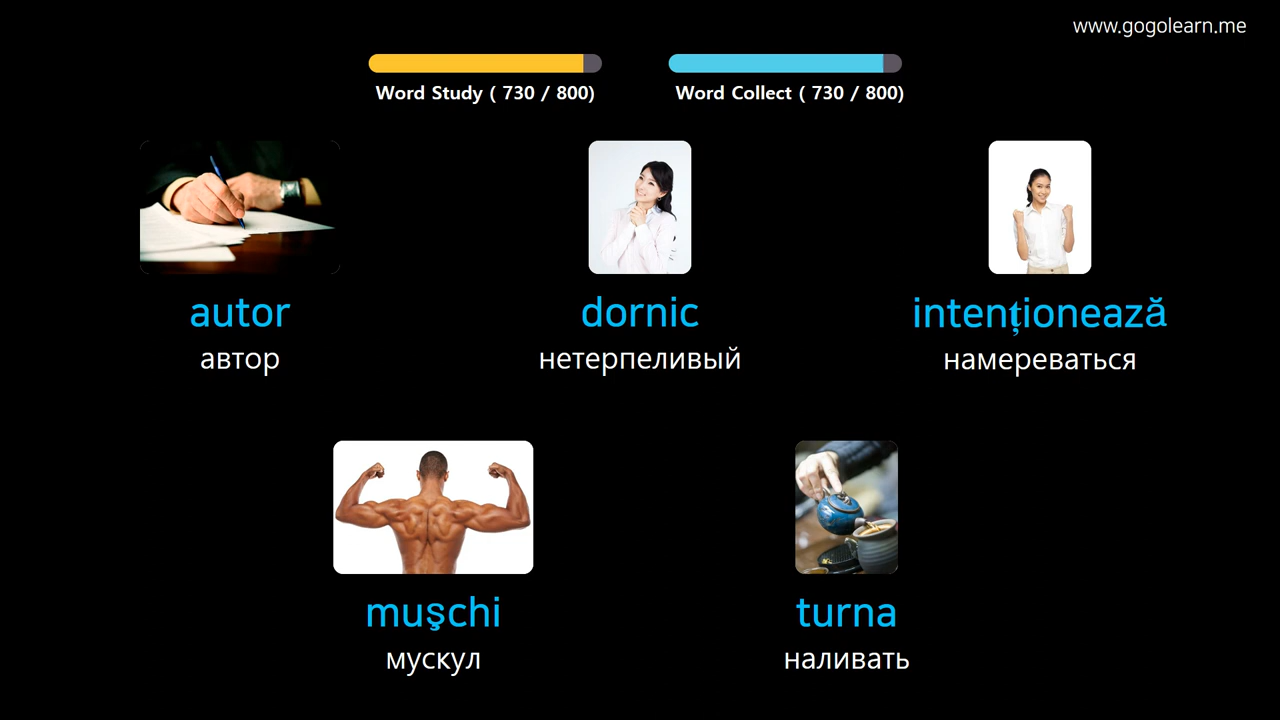 www.gogolearn.me
Word Study ( 730 / 800)
Word Collect ( 730 / 800)
autor
автор
dornic
нетерпеливый
intenționează
намереваться
muşchi
мускул
turna
наливать